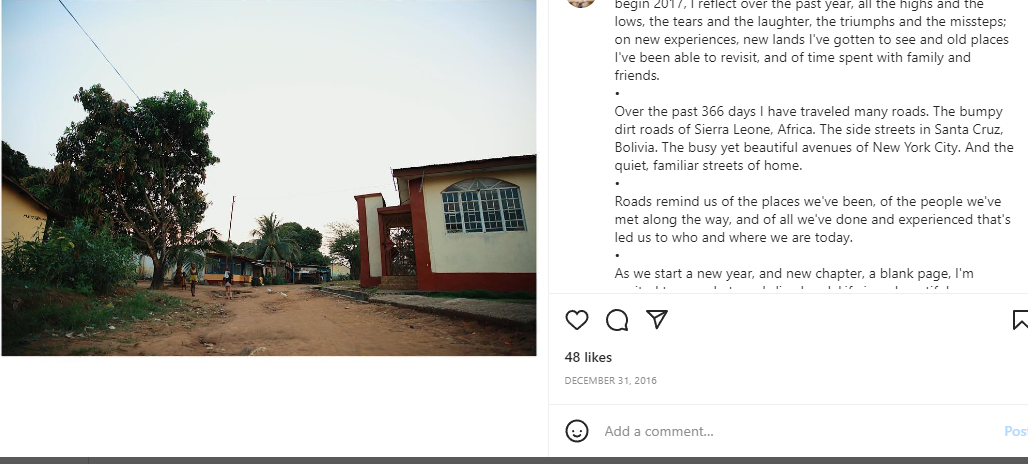 begin 2017, I reflect over the past year, all the highs and the
lows, the tears and the laughter, the triumphs and the missteps;
on new experiences, new lands I've gotten to see and old places
I've been able to revisit, and of time spent with family and
friends.
•
Over the past 366 days I have traveled many roads. The bumpy
dirt roads of Sierra Leone, Africa. The side streets in Santa Cruz,
Bolivia. The busy yet beautiful avenues of New York City. And the
quiet, familiar streets of home.
•
Roads remind us of the places we've been, of the people we've
met along the way, and of all we've done and experienced that's
led us to who and where we are today.
•
As we start a new year, and new chapter, a blank page, I'm
48 likes
DECEMBER 31, 2016
Add a comment...
Pos